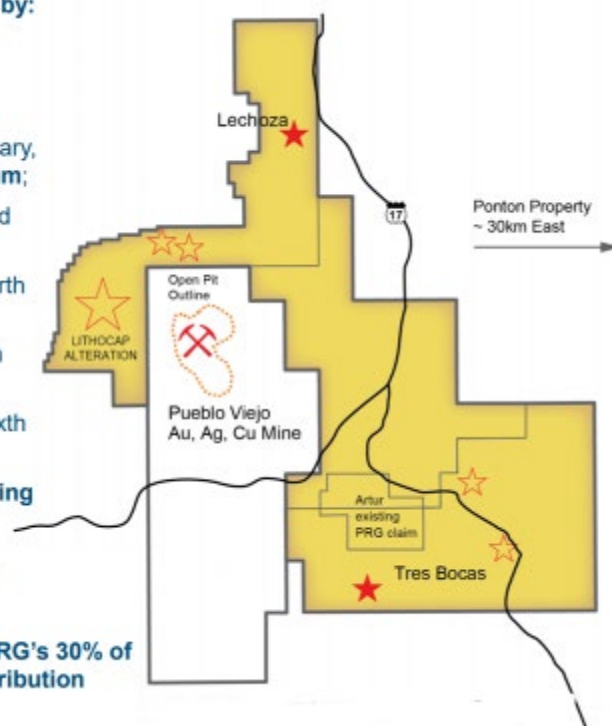 by:
ary,
m;
d
rth
n
xth
ing
RG's 30% of
ribution
Lechoza
17
Ponton Property
~ 30km East
Open Pit
Outline
LITHOCAP
ALTERATION
Pueblo Viejo
Au, Ag, Cu Mine
Artur
existing
PRG claim
Tres Bocas